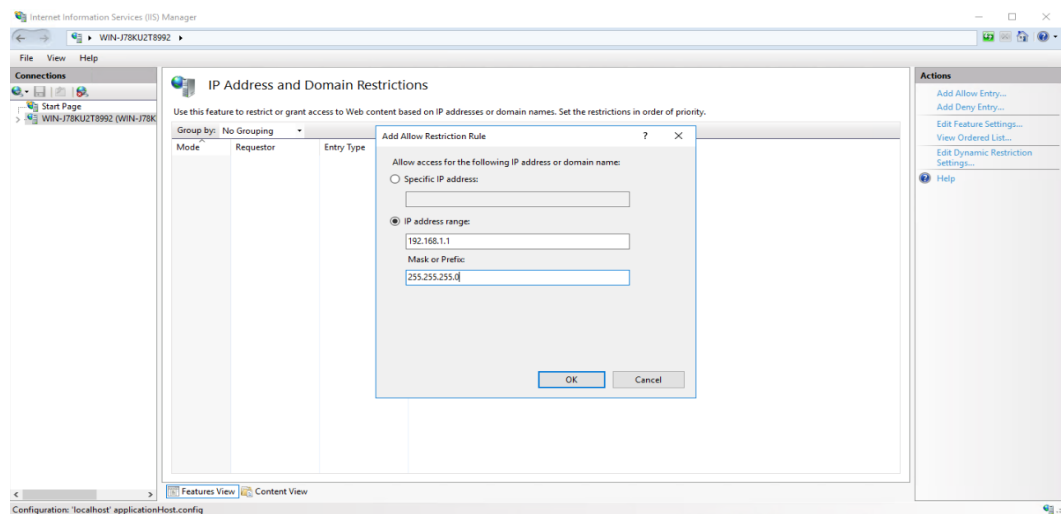 Internet Information Services (IIS) Manager
WIN-J78KU2T8992
File View Help
Connections
Start Page
WIN-J78KU2T8992 (WIN-J78K
IP Address and Domain Restrictions
Use this feature to restrict or grant access to Web content based on IP addresses or domain names. Set the restrictions in order of priority.
Group by: No Grouping
Mode Requestor Entry Type
Add Allow Restriction Rule ?
Allow access for the following IP address or domain name:
Specific IP address:
IP address range:
192.168.1.1
Mask or Prefix:
255.255.255.0
OK Cancel
Features View Content View
Actions
Add Allow Entry...
Add Deny Entry...
Edit Feature Settings...
View Ordered List...
Edit Dynamic Restriction
Settings...
Help
Configuration: 'localhost' applicationHost.config